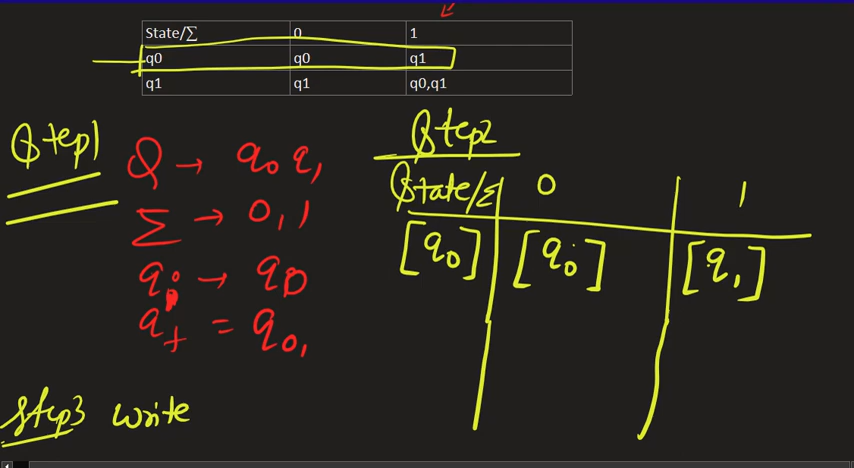 State/Σ 0 1
q0 q0 q1
q1 q1 q0,q1
Step1
Q → q0 q1
Σ → 0, 1
qi → q0
qf = q0,
Step2
State/Σ 0 1
[q0] [q0] [q1]
Step3 write